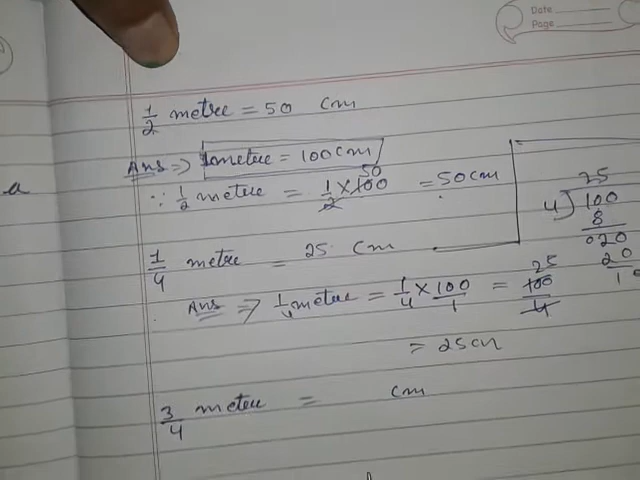 Date
Page
1/2 metre = 50 cm
Ans ⇒ 1 metre = 100 cm
∵ 1/2 metre = 1/2 × 100 = 50 cm
50
a
1/4 metre = 25 cm
Ans ⇒ 1/4 metre = 1/4 × 100/1 = 100/4
25
= 25 cm
3/4 metre = cm
25
4 ) 100
8
020
20